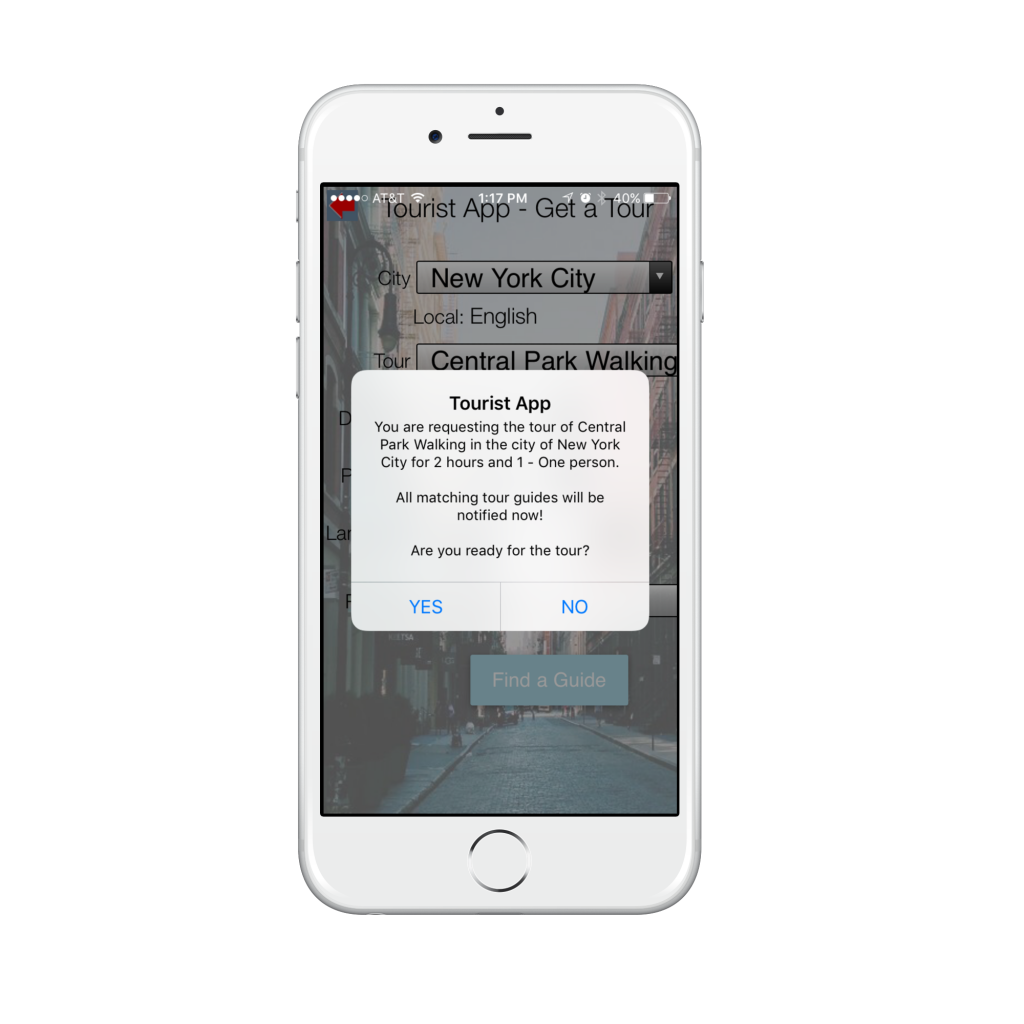 AT&T 1:17 PM 40%
Tourist App - Get a Tour
City New York City
Local: English
Tour Central Park Walking
Tourist App
You are requesting the tour of Central
Park Walking in the city of New York
City for 2 hours and 1 - One person.
All matching tour guides will be
notified now!
Are you ready for the tour?
YES NO
Find a Guide